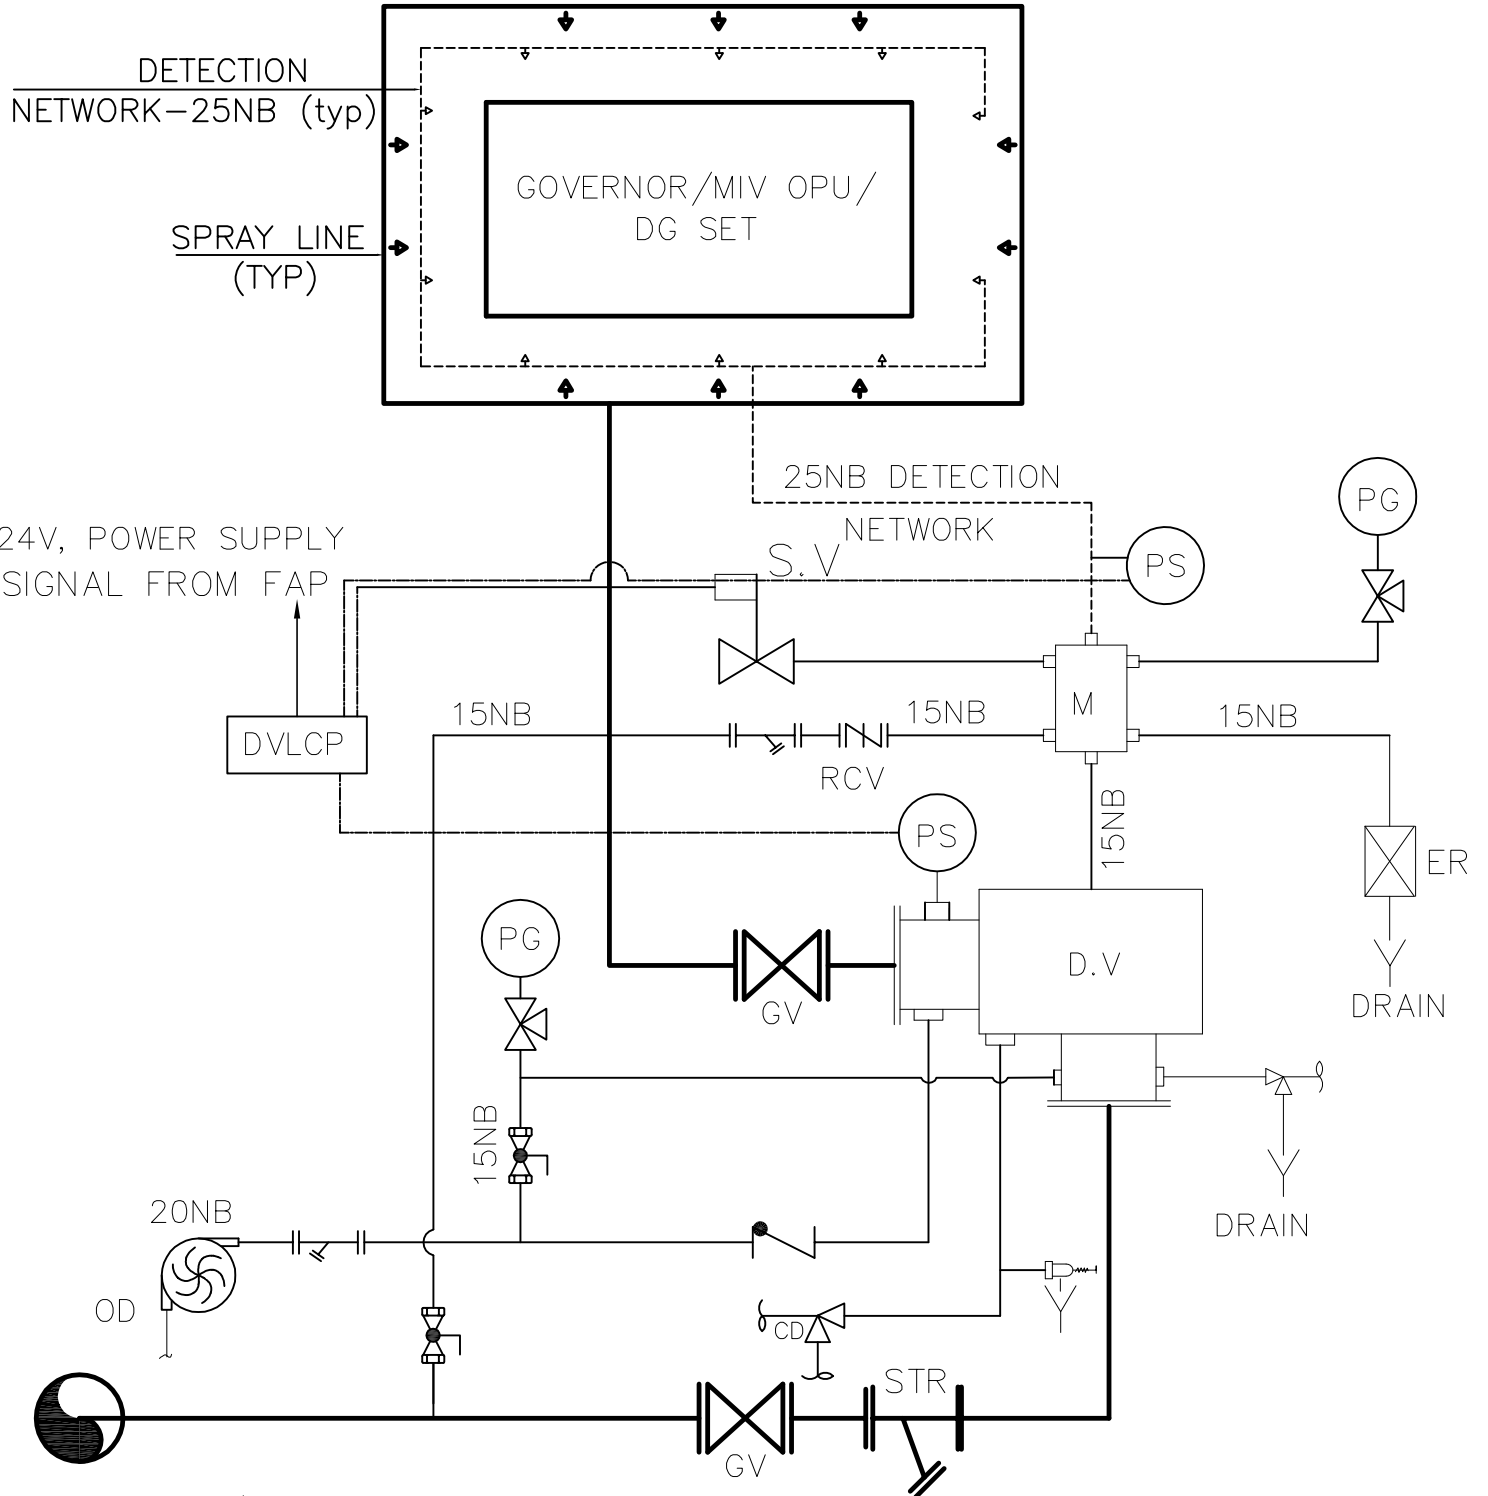 DETECTION
NETWORK-25NB (typ)
GOVERNOR/MIV OPU/
DG SET
SPRAY LINE
(TYP)
25NB DETECTION
NETWORK
PG
24V, POWER SUPPLY
SIGNAL FROM FAP
S.V
PS
M
15NB
15NB
15NB
DVLCP
RCV
PS
15NB
ER
PG
D.V
GV
DRAIN
15NB
20NB
DRAIN
OD
CD
STR
GV